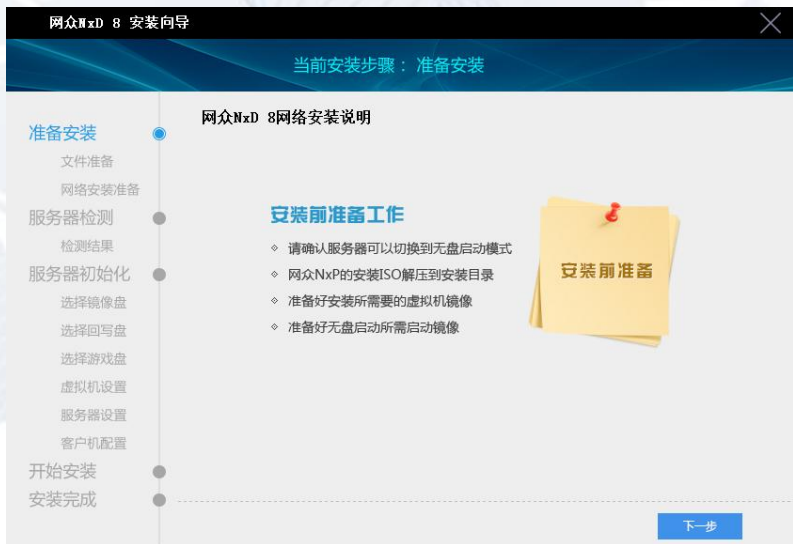 网众NxD 8 安装向导
当前安装步骤： 准备安装
准备安装
文件准备
网络安装准备
服务器检测
检测结果
服务器初始化
选择镜像盘
选择回写盘
选择游戏盘
虚拟机设置
服务器设置
客户机配置
开始安装
安装完成
网众NxD 8网络安装说明
安装前准备工作
请确认服务器可以切换到无盘启动模式
网众NxP的安装ISO解压到安装目录
准备好安装所需要的虚拟机镜像
准备好无盘启动所需启动镜像
安装前准备
下一步